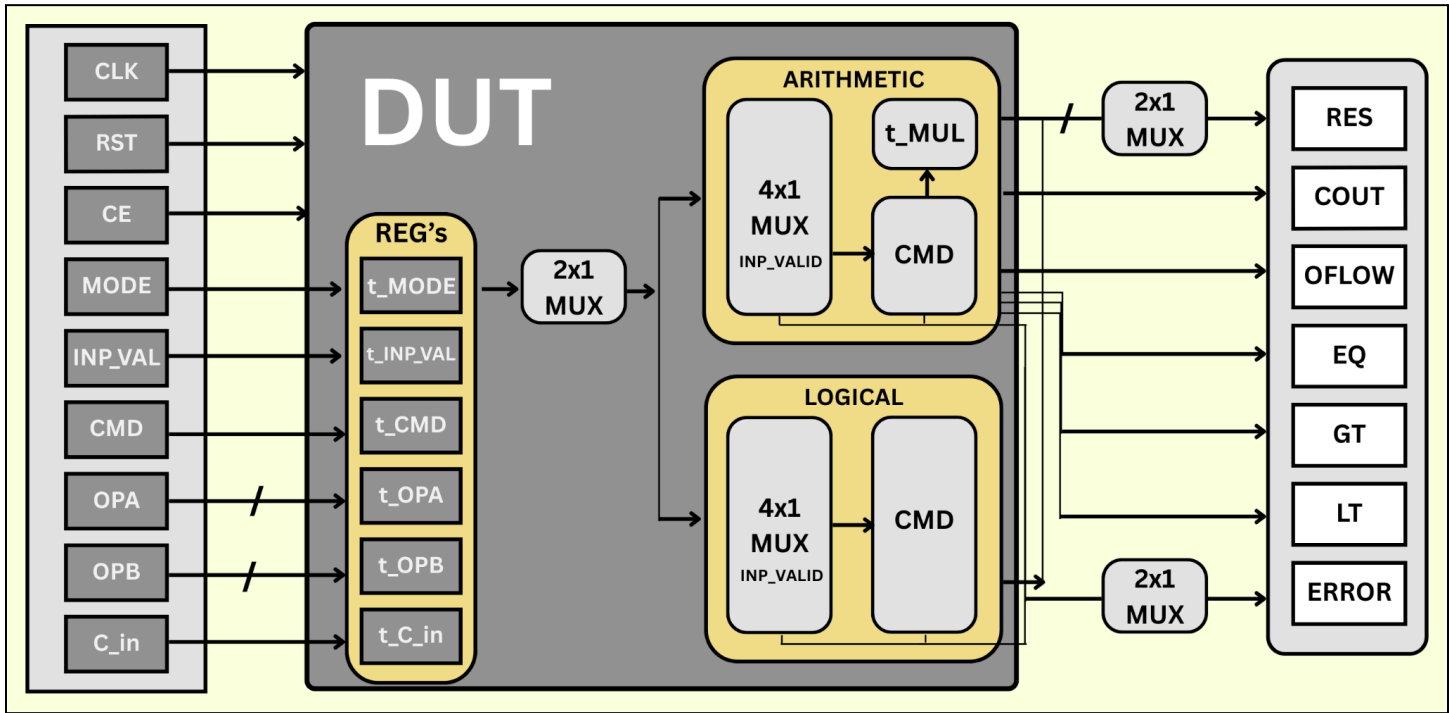 CLK
RST
CE
MODE
INP_VAL
CMD
OPA
OPB
C_in
DUT
REG's
t_MODE
t_INP_VAL
t_CMD
t_OPA
t_OPB
t_C_in
2x1
MUX
ARITHMETIC
4x1
MUX
INP_VALID
t_MUL
CMD
LOGICAL
4x1
MUX
INP_VALID
CMD
2x1
MUX
2x1
MUX
RES
COUT
OFLOW
EQ
GT
LT
ERROR